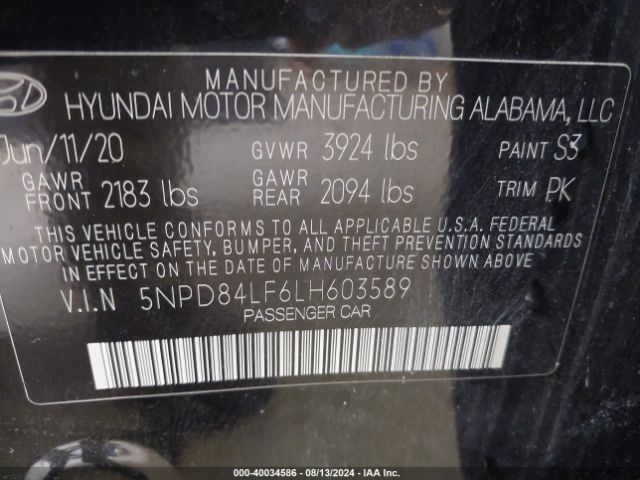 MANUFACTURED BY
HYUNDAI MOTOR MANUFACTURING ALABAMA, LLC
Jun/11/20 GVWR 3924 lbs PAINT S3
GAWR FRONT 2183 lbs GAWR REAR 2094 lbs TRIM PK
THIS VEHICLE CONFORMS TO ALL APPLICABLE U.S.A. FEDERAL
MOTOR VEHICLE SAFETY, BUMPER, AND THEFT PREVENTION STANDARDS
IN EFFECT ON THE DATE OF MANUFACTURE SHOWN ABOVE.
V.I.N 5NPD84LF6LH603589
PASSENGER CAR
000-40034586 - 08/13/2024 - IAA Inc.